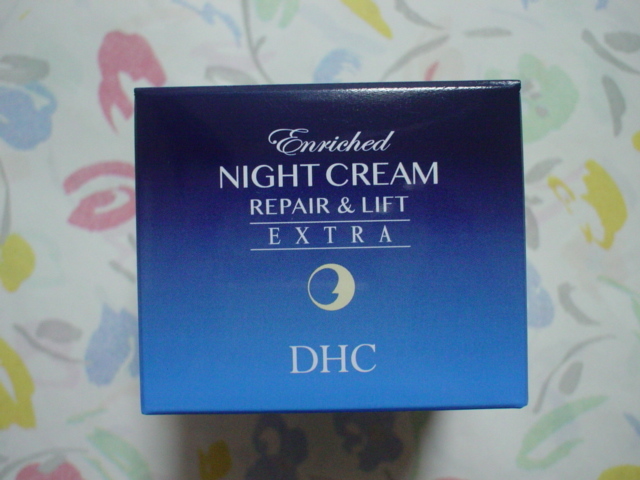 Enriched
NIGHT CREAM
REPAIR & LIFT
EXTRA
DHC